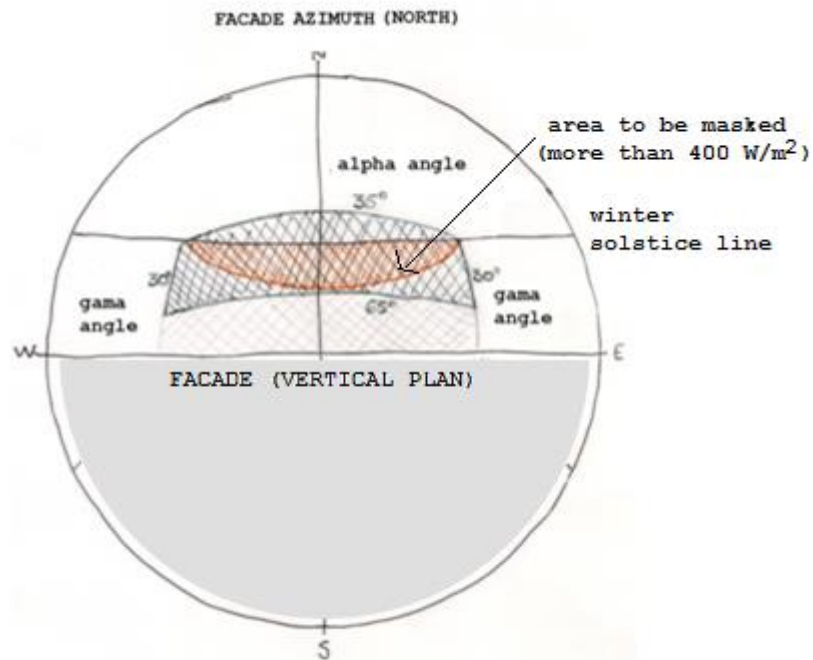 FACADE AZIMUTH (NORTH)
N
area to be masked
(more than 400 W/m²)
alpha angle
35°
winter
solstice line
30°
30°
gama
angle
65°
gama
angle
W
E
FACADE (VERTICAL PLAN)
S